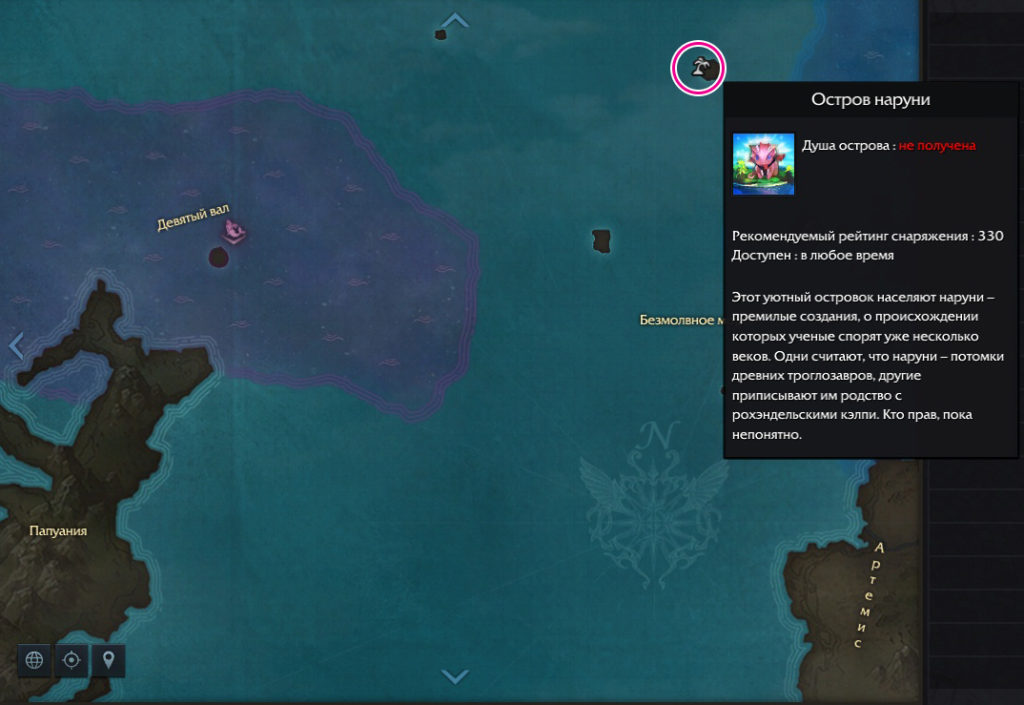 Остров наруни
Душа острова : не получена
Девятый вал
Рекомендуемый рейтинг снаряжения : 330
Доступен : в любое время
Этот уютный островок населяют наруни –
премилые создания, о происхождении
которых ученые спорят уже несколько
веков. Одни считают, что наруни – потомки
древних троглозавров, другие
приписывают им родство с
рохэндельскими кэлпи. Кто прав, пока
непонятно.
Безмолвное
N
Папуания
Артемис